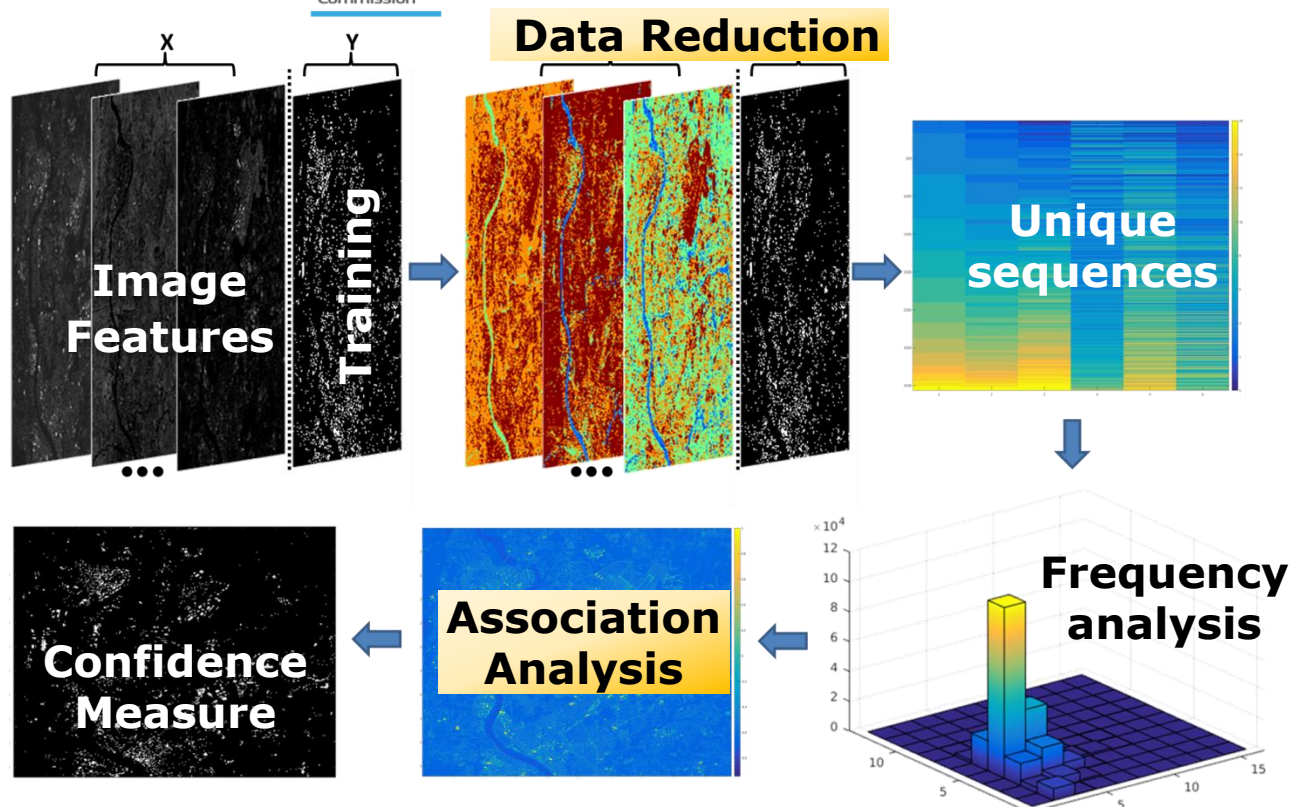 Commission
X
Y
Data Reduction
Image
Features
Training
•••
•••
Unique
sequences
× 10⁴
12
10
8
6
4
2
0
10
5
5
10
15
Frequency
analysis
Association
Analysis
Confidence
Measure